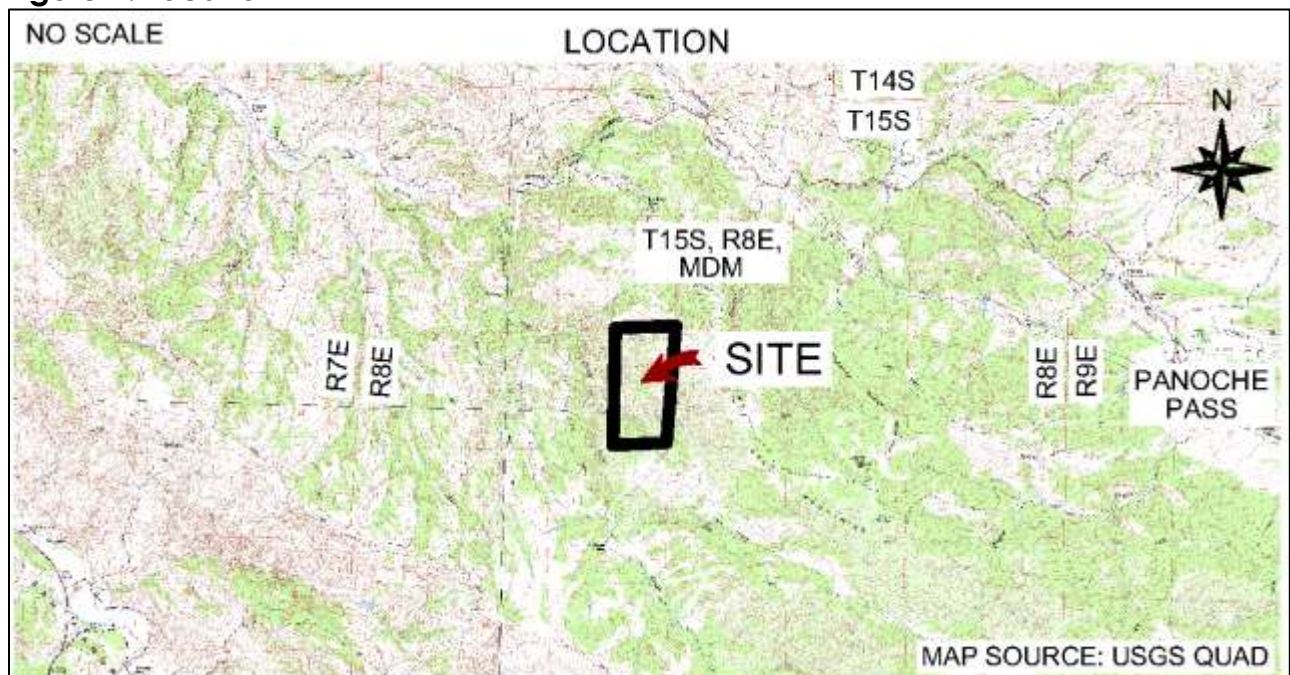 NO SCALE
LOCATION
T14S
T15S
N
T15S, R8E,
MDM
R7E
R8E
SITE
R8E
R9E
PANOCHE
PASS
MAP SOURCE: USGS QUAD